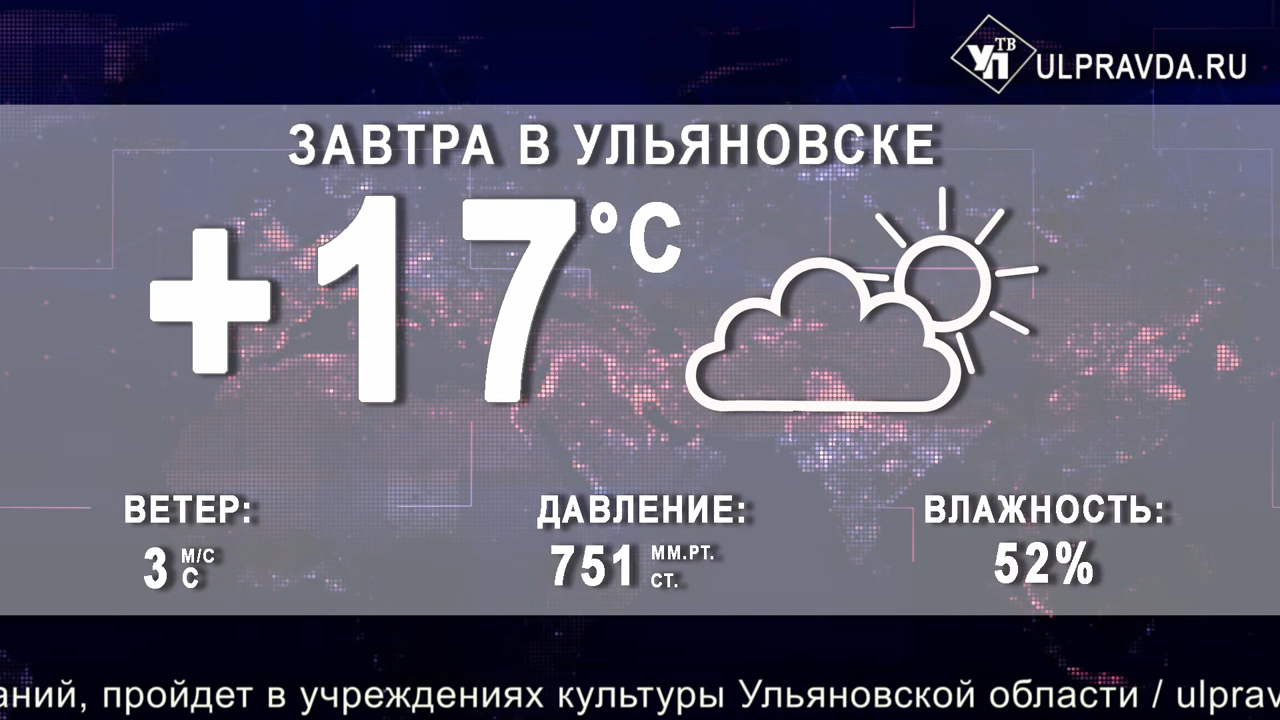 УП ТВ ULPRAVDA.RU
ЗАВТРА В УЛЬЯНОВСКЕ
+17°C
ВЕТЕР:
3 М/С
С
ДАВЛЕНИЕ:
751 ММ.РТ.
СТ.
ВЛАЖНОСТЬ:
52%
аний, пройдет в учреждениях культуры Ульяновской области / ulprav